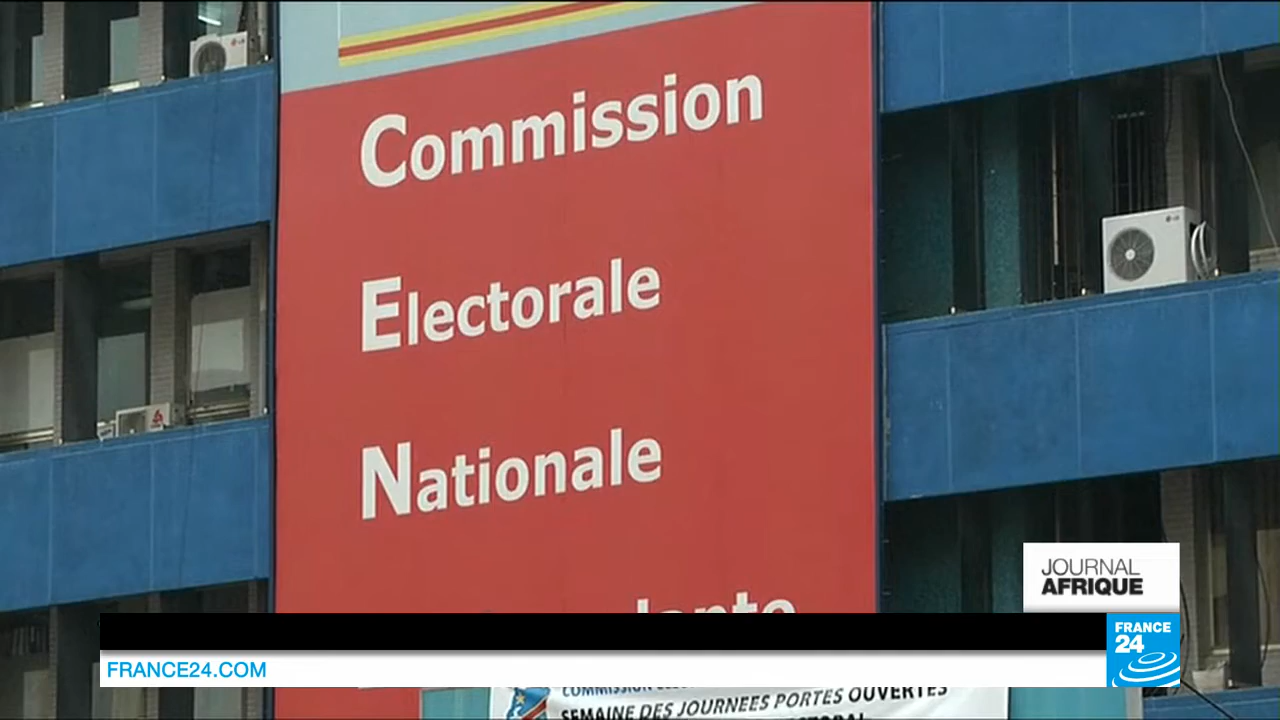 Commission
Electorale
Nationale
JOURNAL
AFRIQUE
FRANCE
24
FRANCE24.COM
SEMAINE DES JOURNEES PORTES OUVERTES